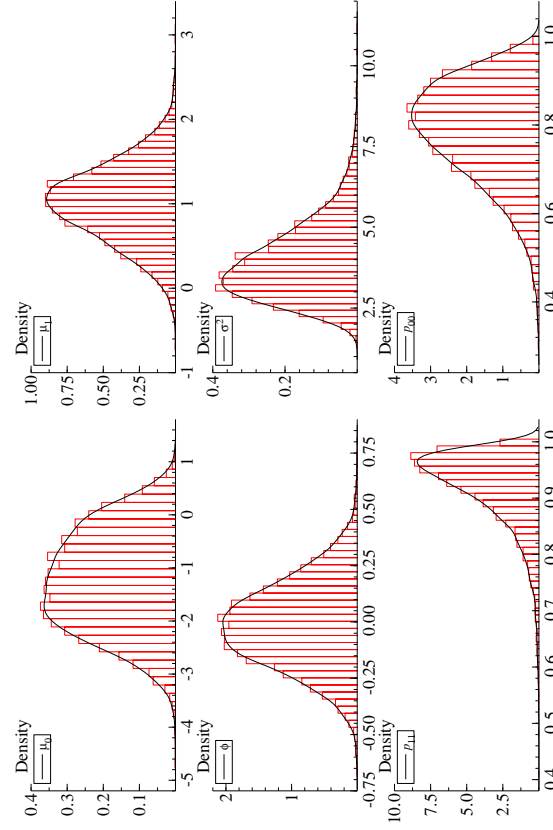 Density
µ₀
0.4
0.3
0.2
0.1
-5 -4 -3 -2 -1 0 1
Density
µ₁
1.00
0.75
0.50
0.25
-1 0 1 2 3
Density
ϕ
2
1
-0.75 -0.50 -0.25 0.00 0.25 0.50 0.75
Density
σ²
0.4
0.2
2.5 5.0 7.5 10.0
Density
p₁₁
10.0
7.5
5.0
2.5
0.4 0.5 0.6 0.7 0.8 0.9 1.0
Density
p₀₀
4
3
2
1
0.4 0.6 0.8 1.0